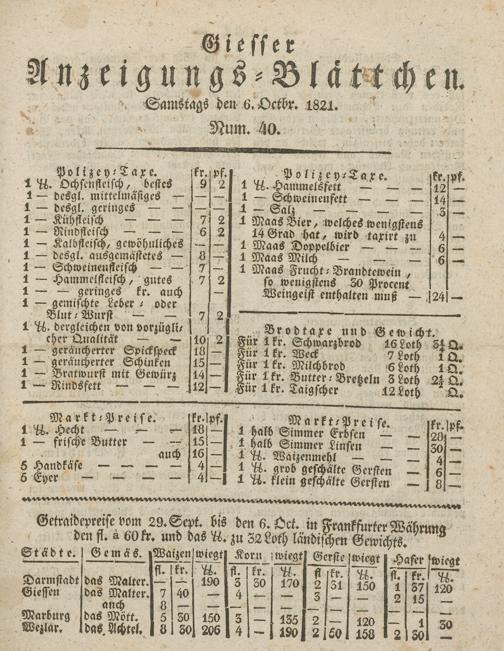 Giesser
Anzeigungs-Blättchen.
Samstags den 6. Octbr. 1821.
Num. 40.
Polizey-Taxe. kr. pf.
1 ℔. Ochsenfleisch, bestes 9 2
1 — desgl. mittelmäsiges — — —
1 — desgl. geringes — — — —
1 — Kühfleisch — — 7 2
1 — Rindfleisch — — 6 2
1 — Kalbfleisch, gewöhnliches — —
1 — desgl. ausgemästetes — 8 —
1 — Schweinenfleisch — — 7 —
1 — Hammelfleisch, gutes 7 2
1 — — geringes kr. auch — —
1 — gemischte Leber- oder
Blut-Wurst — — 7 2
1 ℔. dergleichen von vorzügli-
cher Qualität — — 10 2
1 — geräucherter Spickspeck 18 —
1 — geräucherter Schinken 15 —
1 — Bratwurst mit Gewürz 14 —
1 — Rindsfett — — 12 —
Polizey-Taxe. kr. pf.
1 ℔. Hammelsfett — — — 12 —
1 — Schweinenfett — — — 14 —
1 — Salz — — — — 3 —
1 Maas Bier, welches wenigstens
14 Grad hat, wird taxirt zu 4 —
1 Maas Doppelbier — — 6 —
1 Maas Milch — — — 6 —
1 Maas Frucht-Brandtewein,
so wenigstens 30 Procent
Weingeist enthalten muß — 24 —
Brodtaxe und Gewicht.
Für 1 kr. Schwarzbrod 16 Loth 3½ Q.
Für 1 kr. Weck 7 Loth 1 Q.
Für 1 kr. Milchbrod 6 Loth 1 Q.
Für 1 kr. Butter-Bretzeln 3 Loth 2½ Q.
Für 1 kr. Taigscher 12 Loth Q.
Markt-Preise. kr. pf.
1 ℔. Hecht — — — 18 —
1 — frische Butter — — 15 —
auch 16 —
5 Handkäse — — — 4 —
5 Eyer — — — — 4 —
Markt-Preise. kr. pf.
1 halb Simmer Erbsen — — 28 —
1 halb Simmer Linsen — — 30 —
1 ℔. Waizenmehl — — — 4 —
1 ℔. grob geschälte Gersten — 6 —
1 ℔. klein geschälte Gersten — 8 —
Getraidepreise vom 29. Sept. bis den 6. Oct. in Frankfurter Währung
den fl. à 60 kr. und das ℔. zu 32 Loth ländischen Gewichts.
Städte. Gemäs. Waizen wiegt Korn wiegt Gerste wiegt Hafer wiegt
fl. kr. ℔. fl. kr. ℔. fl. kr. ℔. fl. kr. ℔.
Darmstadt das Malter. — — 190 3 30 170 2 31 150 1 37 120
Giessen das Malter. 7 40 4 — 3 — 2 15
auch 8 —
Marburg das Mött. 5 30 150 3 — 135 2 — 120 — 1 30
Wezlar. das Achtel. 8 30 206 4 — 190 2 50 158 2 30 —